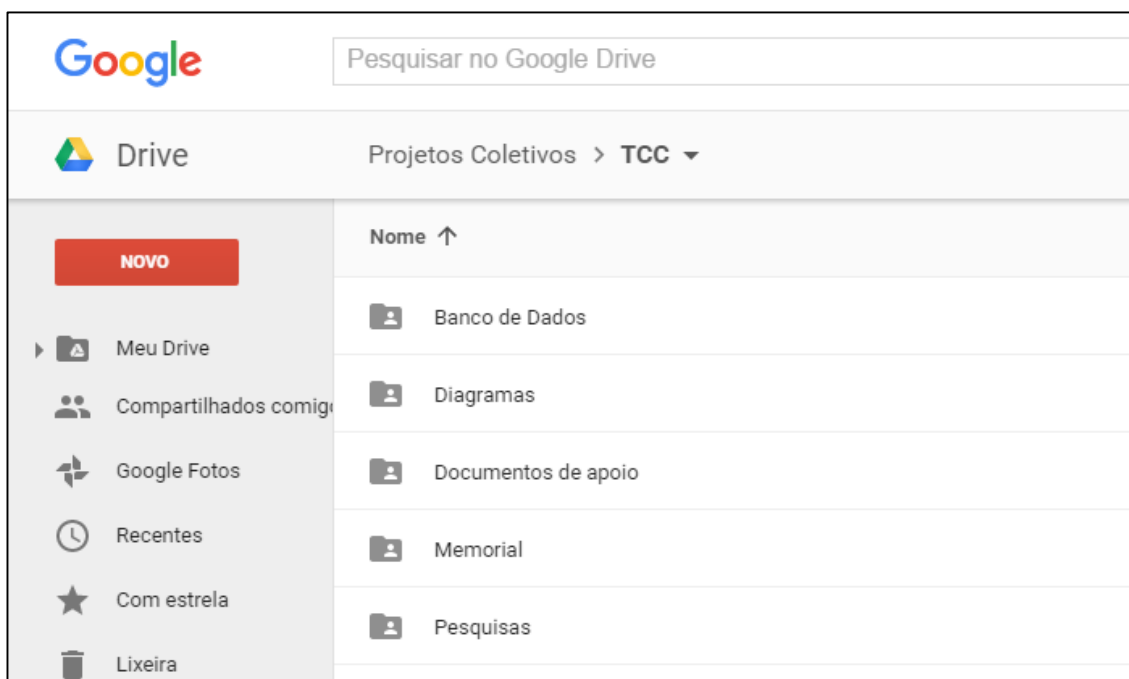 Google
Pesquisar no Google Drive
Drive
Projetos Coletivos > TCC
NOVO
Meu Drive
Compartilhados comigo
Google Fotos
Recentes
Com estrela
Lixeira
Nome ↑
Banco de Dados
Diagramas
Documentos de apoio
Memorial
Pesquisas